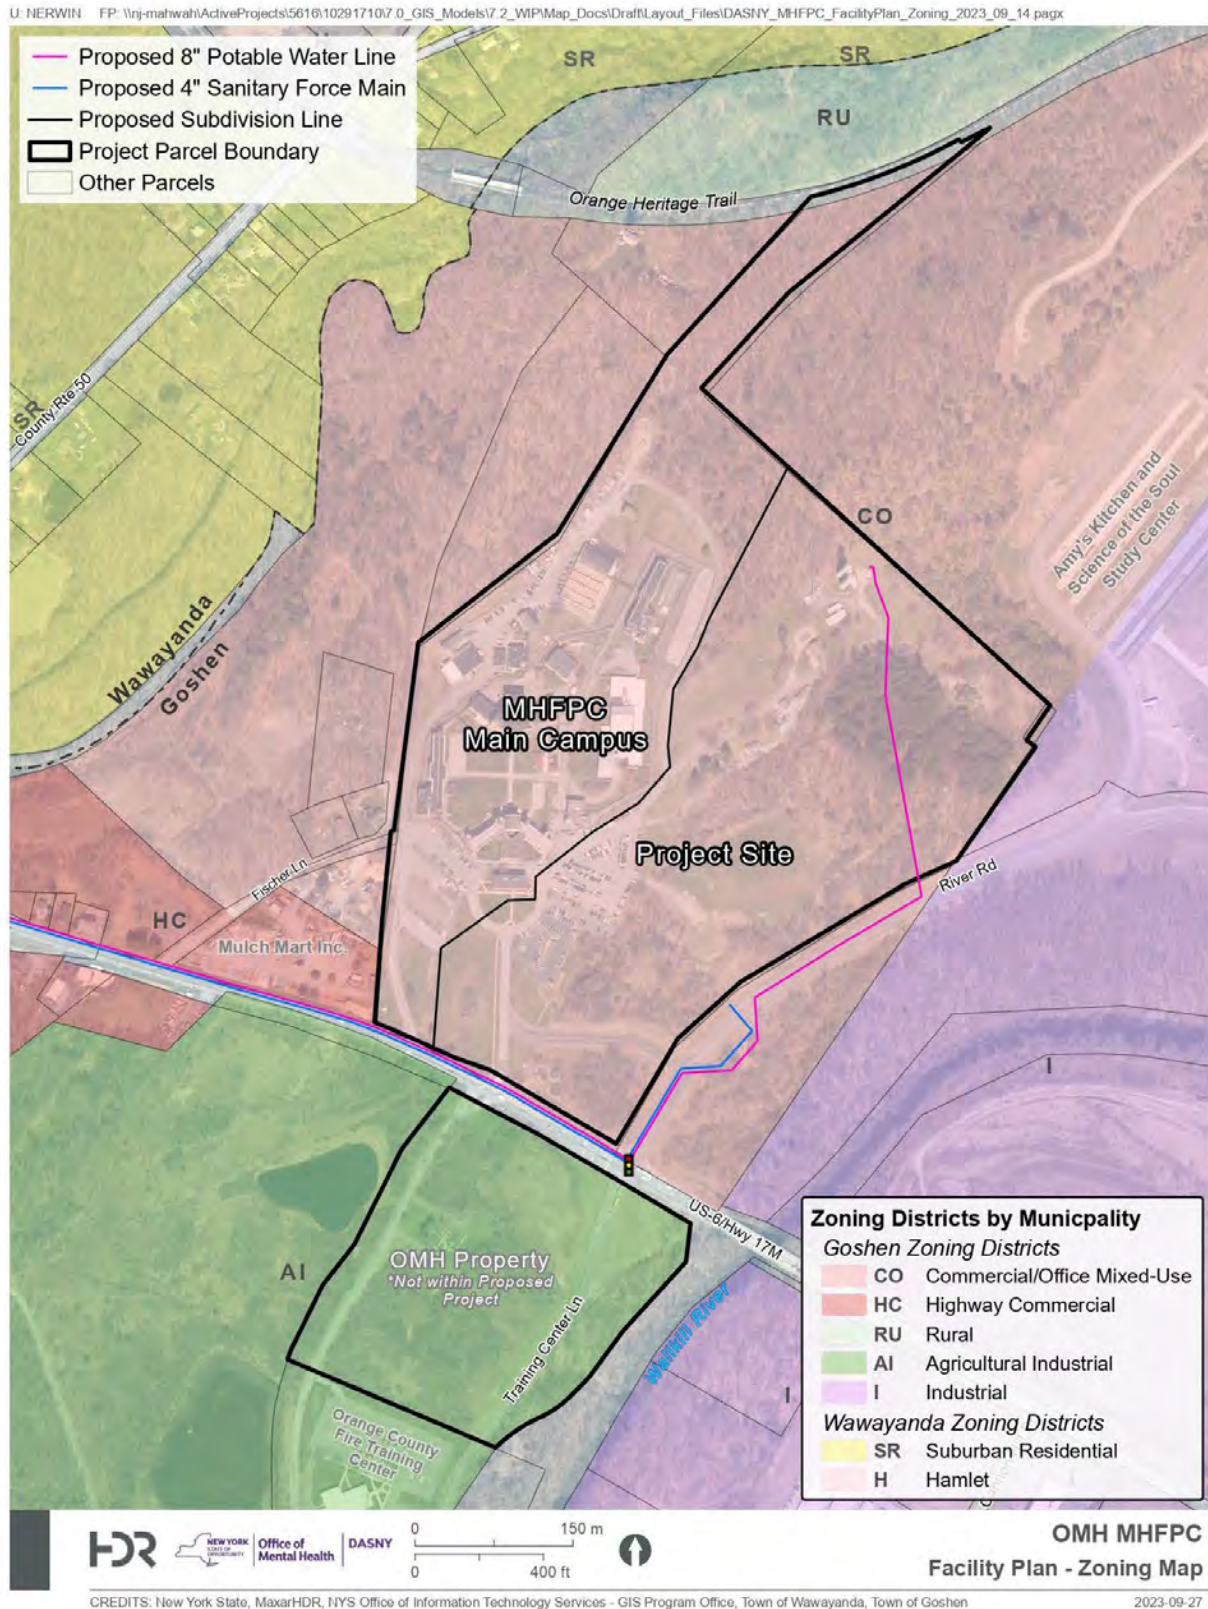 U: NERWIN FP: \\nj-mahwah\ActiveProjects\5616\10291710\7.0_GIS_Models\7.2_WIP\Map_Docs\Draft\Layout_Files\DASNY_MHFPC_FacilityPlan_Zoning_2023_09_14.pagx
Proposed 8" Potable Water Line
Proposed 4" Sanitary Force Main
Proposed Subdivision Line
Project Parcel Boundary
Other Parcels
SR
SR
RU
Orange Heritage Trail
County Rte 50
SR
CO
Amy's Kitchen and
Science of the Soul
Study Center
Wawayanda
Goshen
MHFPC
Main Campus
Project Site
River Rd
Fischer Ln
HC
Mulch Mart Inc.
I
US-6/Hwy 17M
AI
OMH Property
*Not within Proposed
Project
Training Center Ln
Wallkill River
I
Orange County
Fire Training
Center
Zoning Districts by Municpality
Goshen Zoning Districts
CO Commercial/Office Mixed-Use
HC Highway Commercial
RU Rural
AI Agricultural Industrial
I Industrial
Wawayanda Zoning Districts
SR Suburban Residential
H Hamlet
HDR
NEW YORK
STATE OF
OPPORTUNITY
Office of
Mental Health
DASNY
0 150 m
0 400 ft
OMH MHFPC
Facility Plan - Zoning Map
CREDITS: New York State, MaxarHDR, NYS Office of Information Technology Services - GIS Program Office, Town of Wawayanda, Town of Goshen
2023-09-27